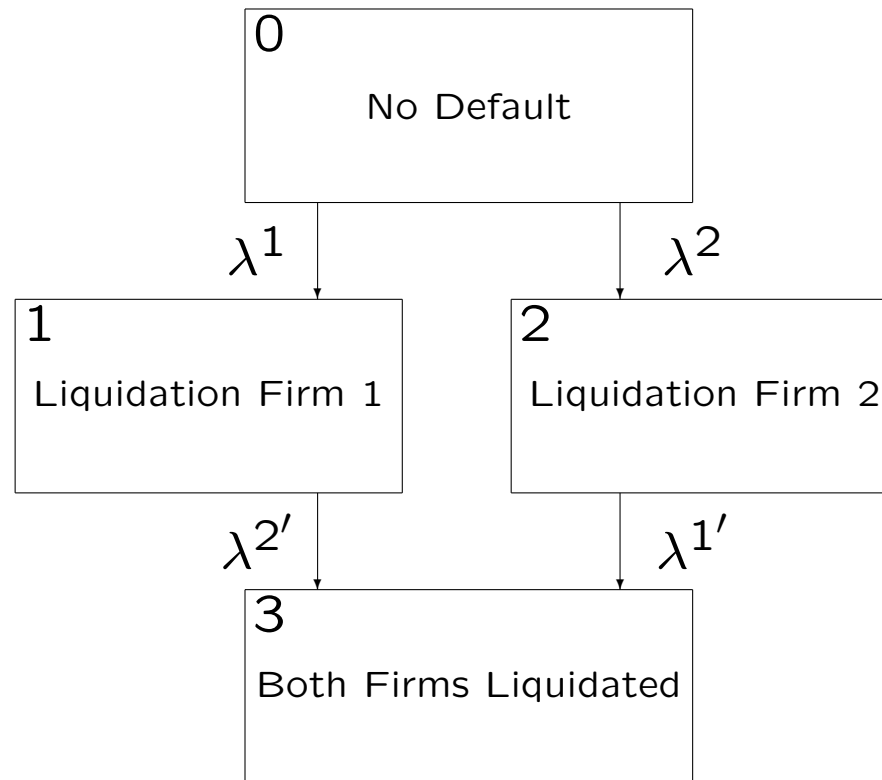 0
No Default
λ¹ λ²
1 2
Liquidation Firm 1 Liquidation Firm 2
λ²′ λ¹′
3
Both Firms Liquidated